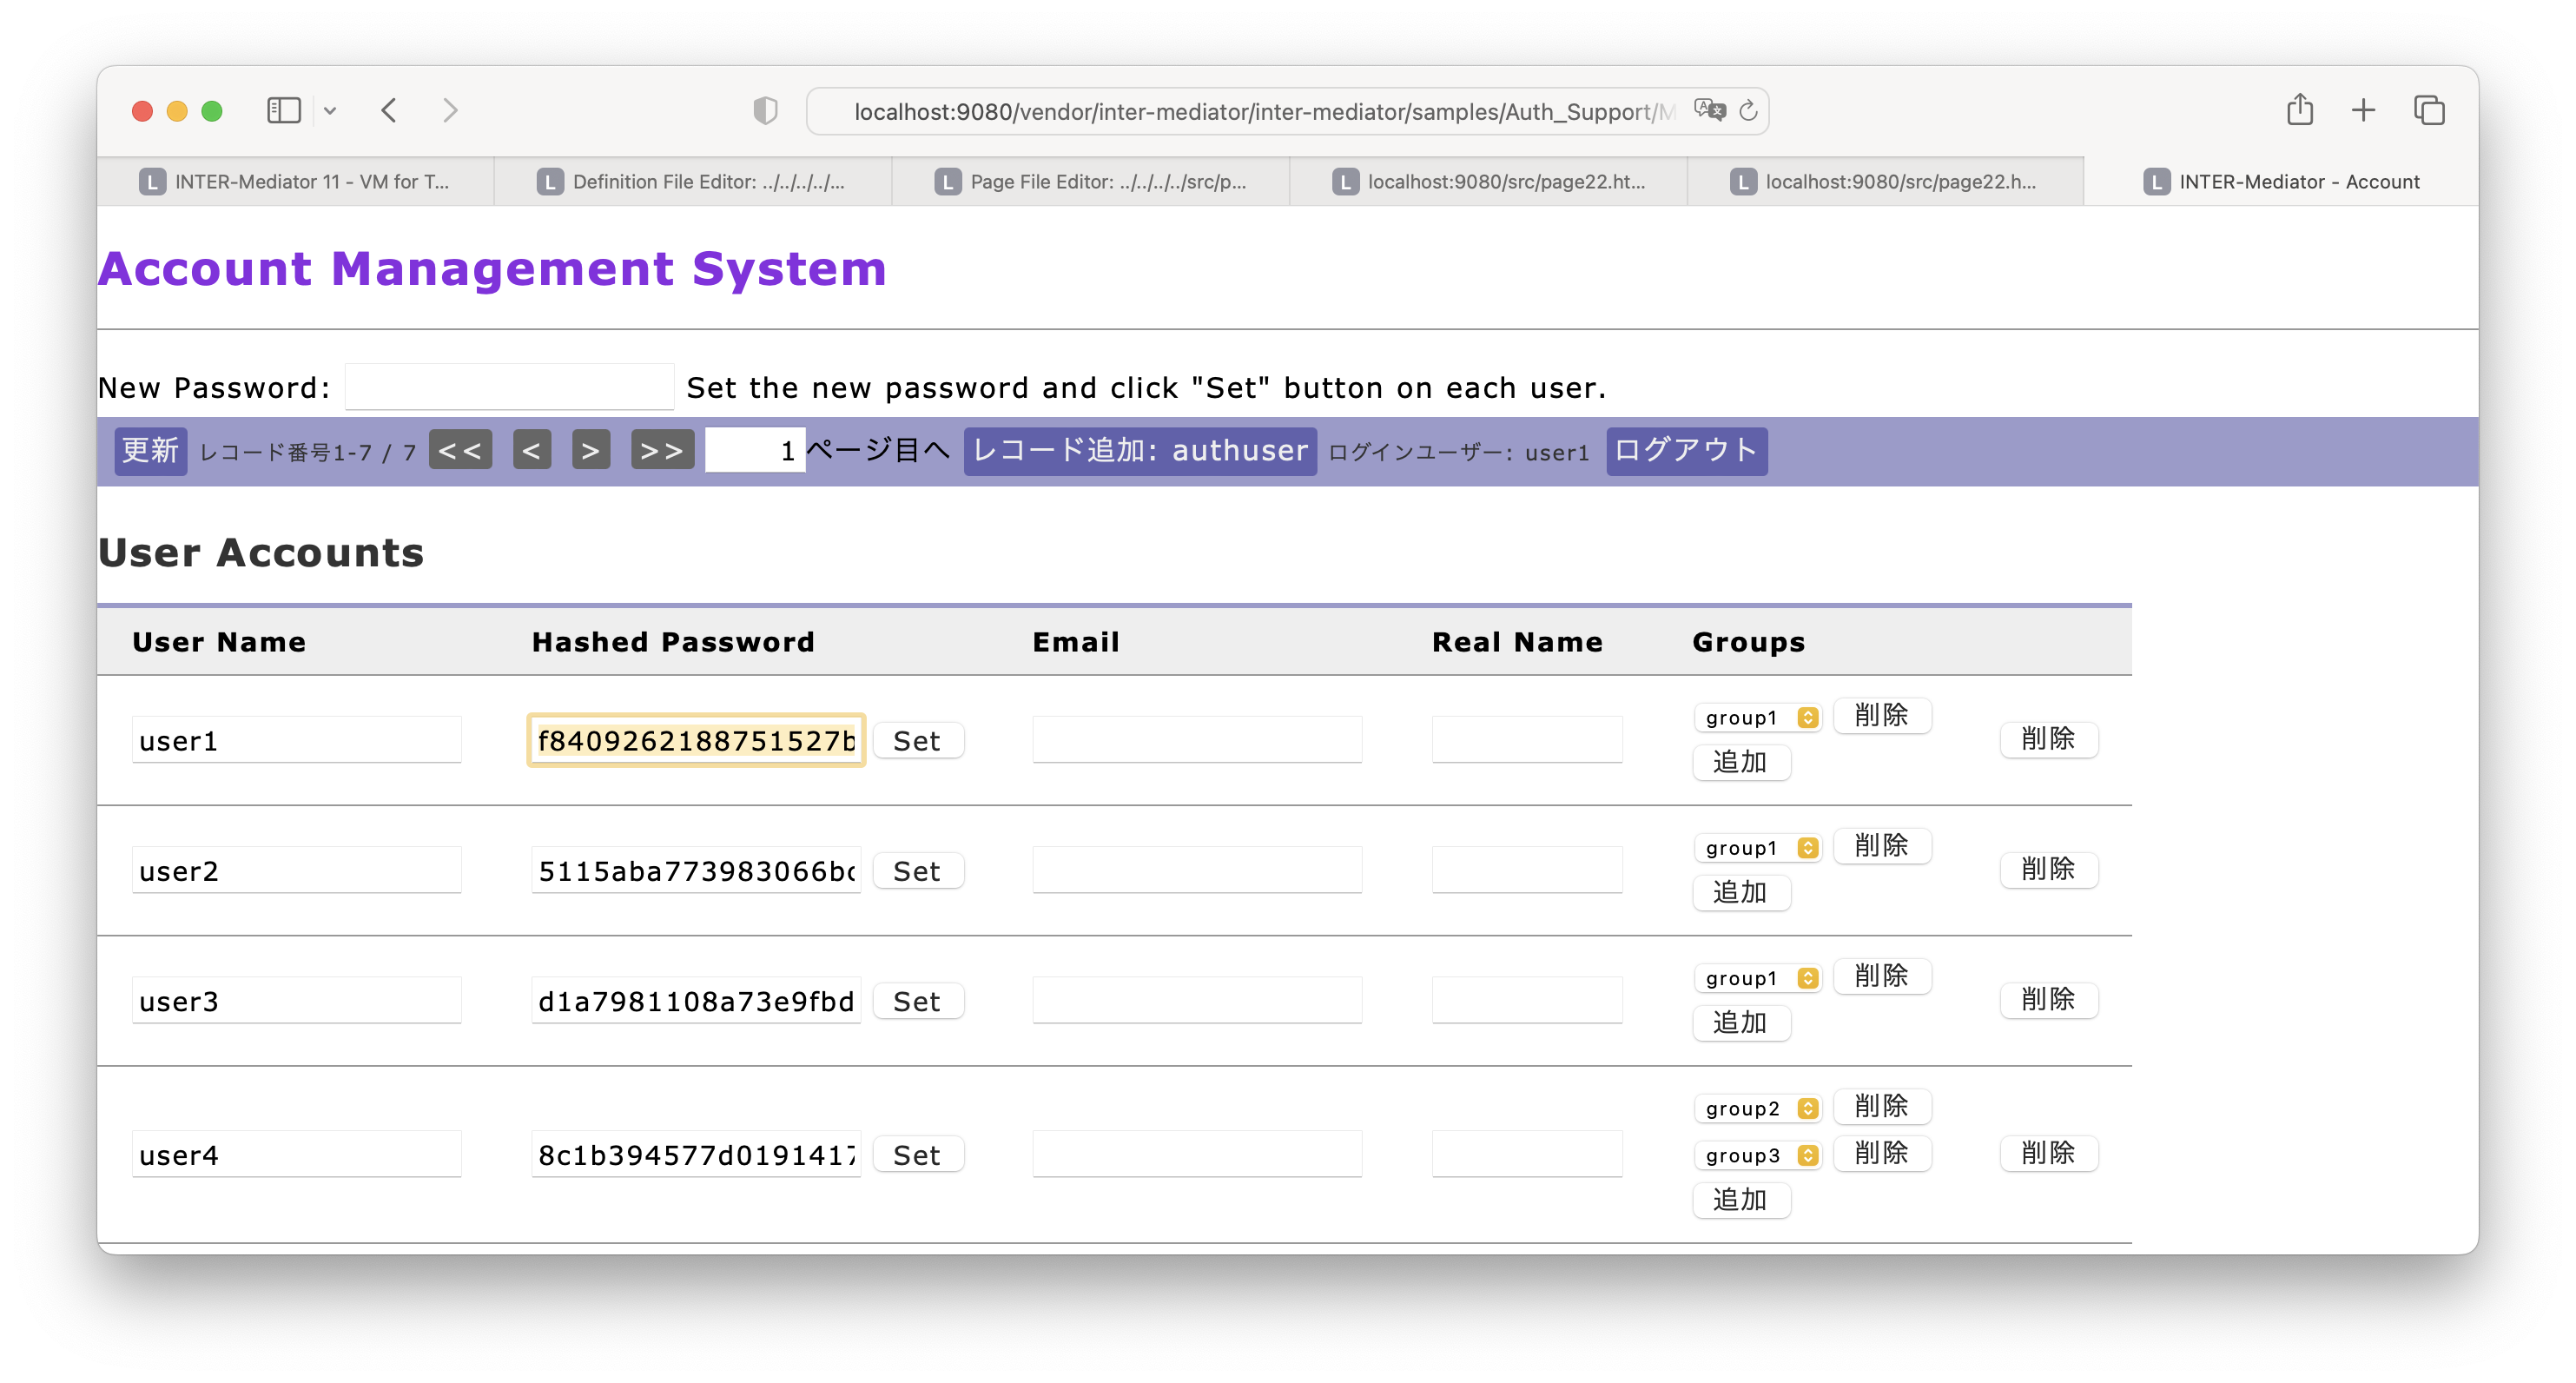 localhost:9080/vendor/inter-mediator/inter-mediator/samples/Auth_Support/M
L INTER-Mediator 11 - VM for T...
L Definition File Editor: ../../../../...
L Page File Editor: ../../../../src/p...
L localhost:9080/src/page22.ht...
L localhost:9080/src/page22.h...
L INTER-Mediator - Account
Account Management System
New Password: Set the new password and click "Set" button on each user.
更新 レコード番号1-7 / 7 << < > >> 1 ページ目へ レコード追加: authuser ログインユーザー: user1 ログアウト
User Accounts
User Name Hashed Password Email Real Name Groups
user1 f8409262188751527b Set group1 削除 削除
追加
user2 5115aba773983066bc Set group1 削除 削除
追加
user3 d1a7981108a73e9fbd Set group1 削除 削除
追加
group2 削除
user4 8c1b394577d0191417 Set group3 削除 削除
追加